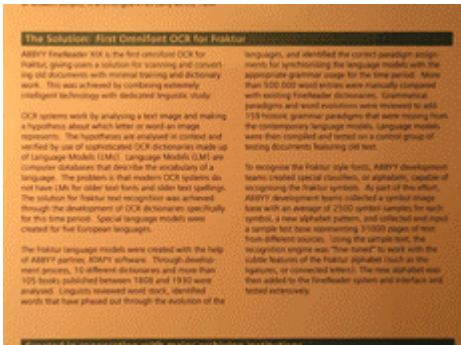 The Solution: First Omnifont OCR for Fraktur
ABBYY FineReader XIX is the first omnifont OCR for
Fraktur, giving users a solution for scanning and convert-
ing old documents with minimal training and dictionary
work. This was achieved by combining extremely
intelligent technology with dedicated linguistic study.
OCR systems work by analysing a text image and making
a hypothesis about which letter or word an image
represents. The hypotheses are analysed in context and
verified by use of sophisticated OCR dictionaries made up
of Language Models (LMs). Language Models (LM) are
computer databases that describe the vocabulary of a
language. The problem is that modern OCR systems do
not have LMs for older text fonts and older text spellings.
The solution for Fraktur text recognition was achieved
through the development of OCR dictionaries specifically
for this time period. Special language models were
created for five European languages.
The Fraktur language models were created with the help
of ABBYY partner, ATAPY software. Through develop-
ment process, 10 different dictionaries and more than
105 books published between 1808 and 1930 were
analysed. Linguists reviewed word stock, identified
words that have phased out through the evolution of the
languages, and identified the correct paradigm assign-
ments for synchronising the language models with the
appropriate grammar usage for the time period. More
than 500.000 word entries were manually compared
with existing FineReader dictionaries. Grammatical
paradigms and word evolutions were reviewed to add
159 historic grammar paradigms that were missing from
the contemporary language models. Language models
were then compiled and tested on a control group of
testing documents featuring old text.
To recognise the Fraktur style fonts, ABBYY development
teams created special classifiers, or alphabets, capable of
recognising the Fraktur symbols. As part of this effort,
ABBYY development teams collected a symbol image
base with an average of 2500 symbol samples for each
symbol, a new alphabet pattern, and collected and input
a sample text base representing 31000 pages of text
from different sources. Using the sample text, the
recognition engine was "fine tuned" to work with the
subtle features of the Fraktur alphabet (such as the
ligatures, or connected letters). The new alphabet was
then added to the FineReader system and interface and
tested extensively.